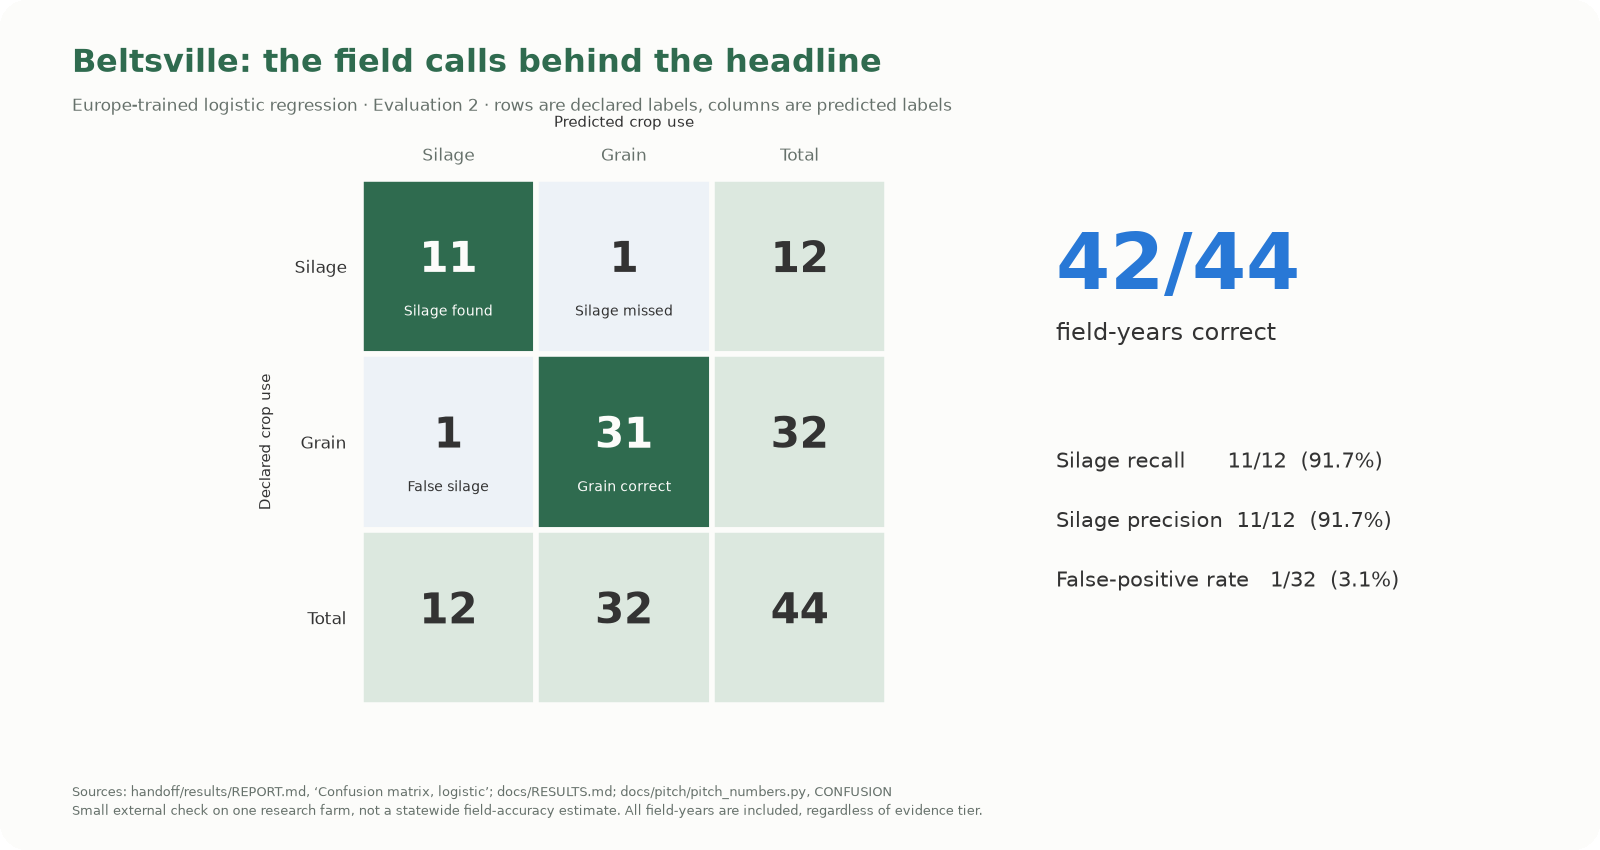 Beltsville: the field calls behind the headline
Europe-trained logistic regression · Evaluation 2 · rows are declared labels, columns are predicted labels
Predicted crop use
Silage Grain Total
Declared crop use
Silage 11 1 12
Silage found Silage missed
Grain 1 31 32
False silage Grain correct
Total 12 32 44
42/44
field-years correct
Silage recall 11/12 (91.7%)
Silage precision 11/12 (91.7%)
False-positive rate 1/32 (3.1%)
Sources: handoff/results/REPORT.md, ‘Confusion matrix, logistic’; docs/RESULTS.md; docs/pitch/pitch_numbers.py, CONFUSION
Small external check on one research farm, not a statewide field-accuracy estimate. All field-years are included, regardless of evidence tier.